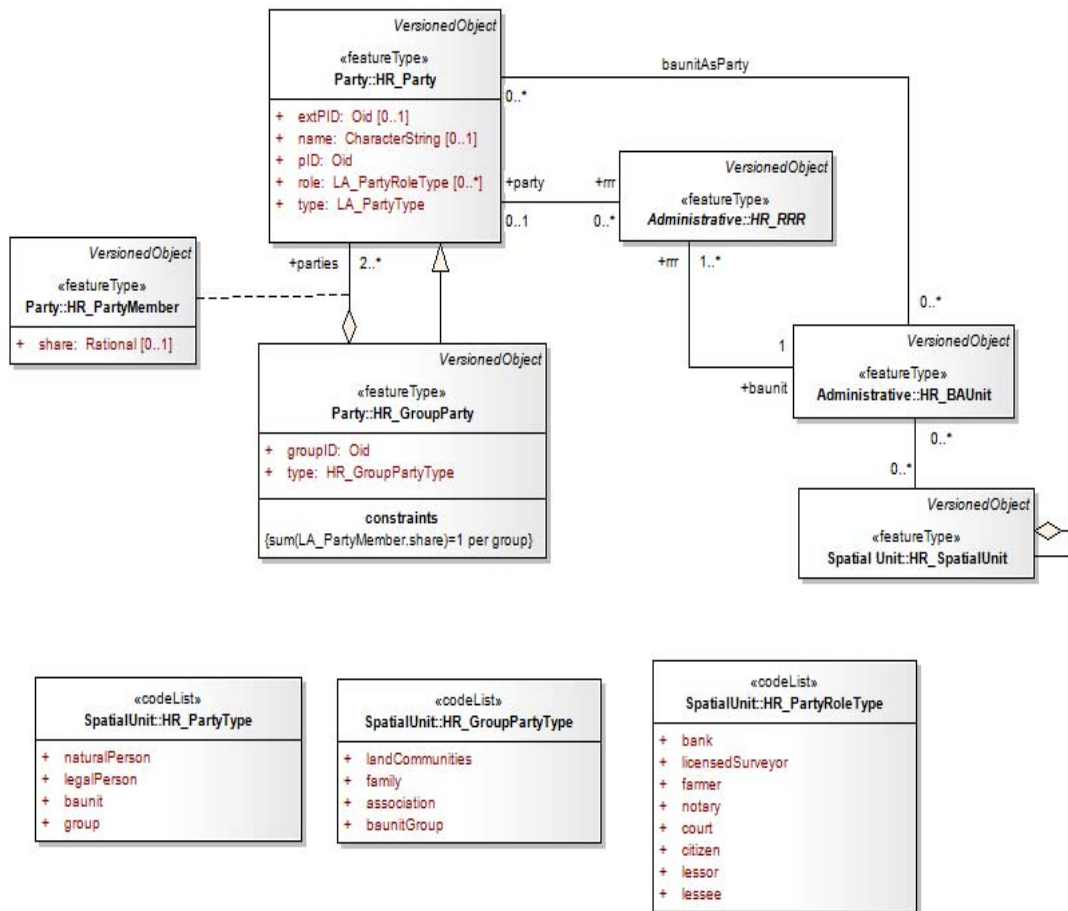 VersionedObject
«featureType»
Party::HR_Party
+ extPID: Oid [0..1]
+ name: CharacterString [0..1]
+ pID: Oid
+ role: LA_PartyRoleType [0..*]
+ type: LA_PartyType
baunitAsParty
0..*
+party
0..1
+rrr
0..*
VersionedObject
«featureType»
Administrative::HR_RRR
+rrr
1..*
VersionedObject
«featureType»
Party::HR_PartyMember
+ share: Rational [0..1]
+parties
2..*
0..*
1
+baunit
VersionedObject
«featureType»
Administrative::HR_BAUnit
VersionedObject
«featureType»
Party::HR_GroupParty
+ groupID: Oid
+ type: HR_GroupPartyType
constraints
{sum(LA_PartyMember.share)=1 per group}
0..*
0..*
VersionedObject
«featureType»
Spatial Unit::HR_SpatialUnit
«codeList»
SpatialUnit::HR_PartyType
+ naturalPerson
+ legalPerson
+ baunit
+ group
«codeList»
SpatialUnit::HR_GroupPartyType
+ landCommunities
+ family
+ association
+ baunitGroup
«codeList»
SpatialUnit::HR_PartyRoleType
+ bank
+ licensedSurveyor
+ farmer
+ notary
+ court
+ citizen
+ lessor
+ lessee